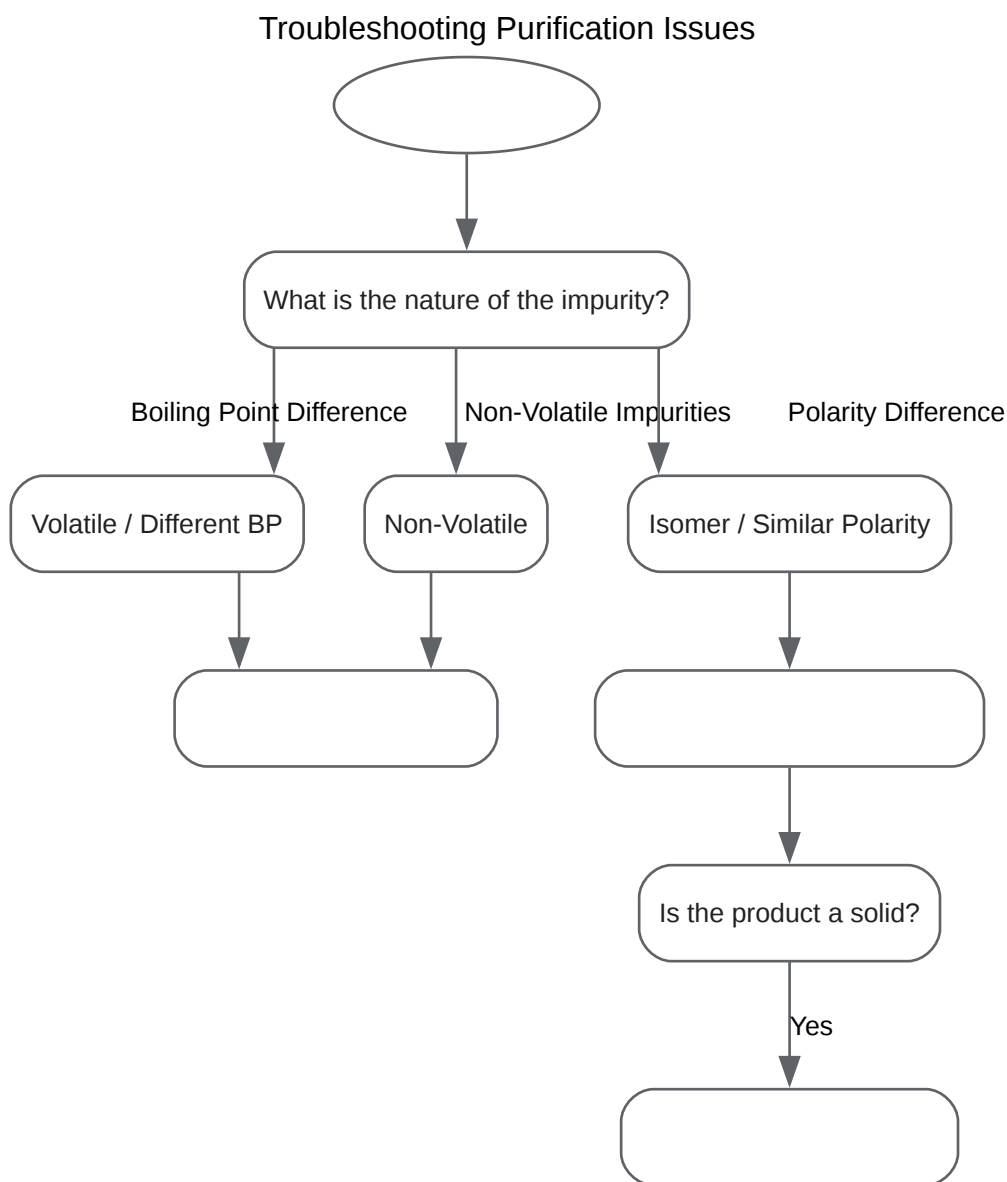 Troubleshooting Purification Issues
What is the nature of the impurity?
Boiling Point Difference
Non-Volatile Impurities
Polarity Difference
Volatile / Different BP
Non-Volatile
Isomer / Similar Polarity
Is the product a solid?
Yes